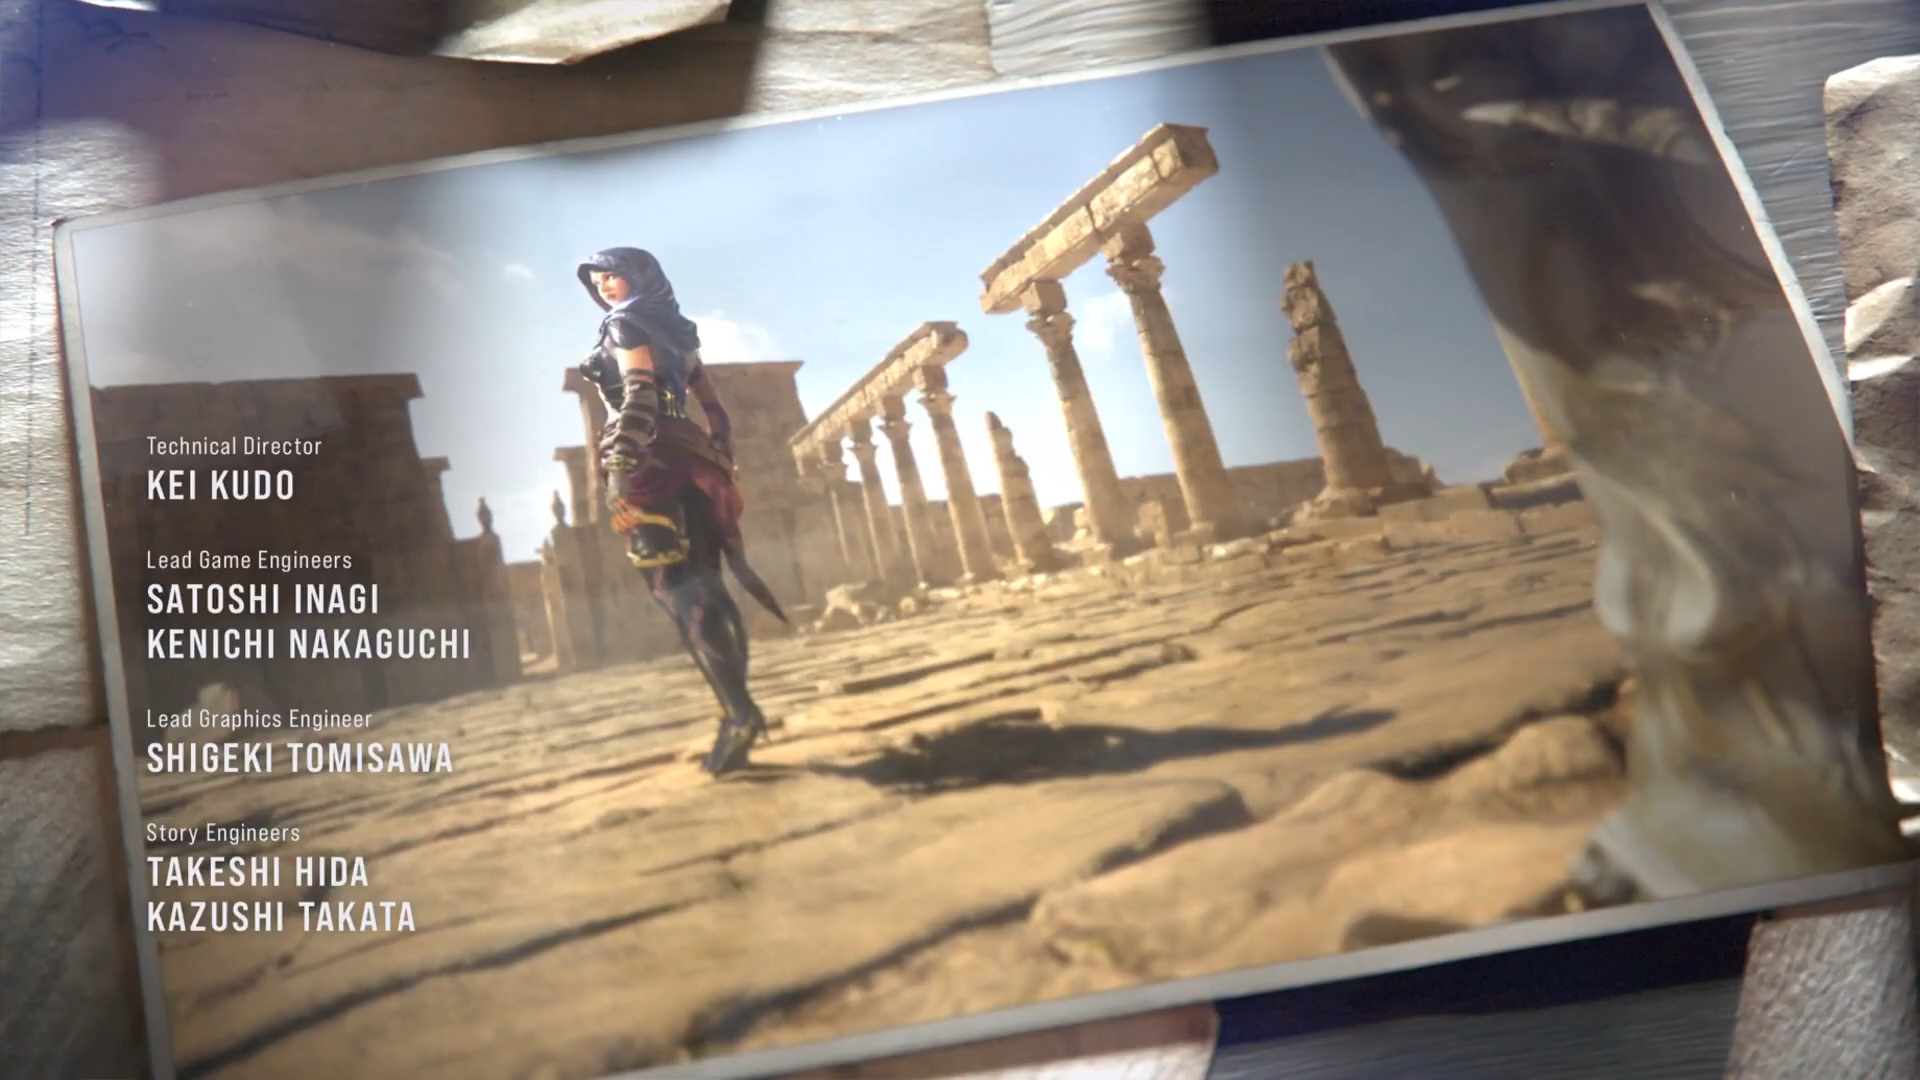 Technical Director
KEI KUDO
Lead Game Engineers
SATOSHI INAGI
KENICHI NAKAGUCHI
Lead Graphics Engineer
SHIGEKI TOMISAWA
Story Engineers
TAKESHI HIDA
KAZUSHI TAKATA